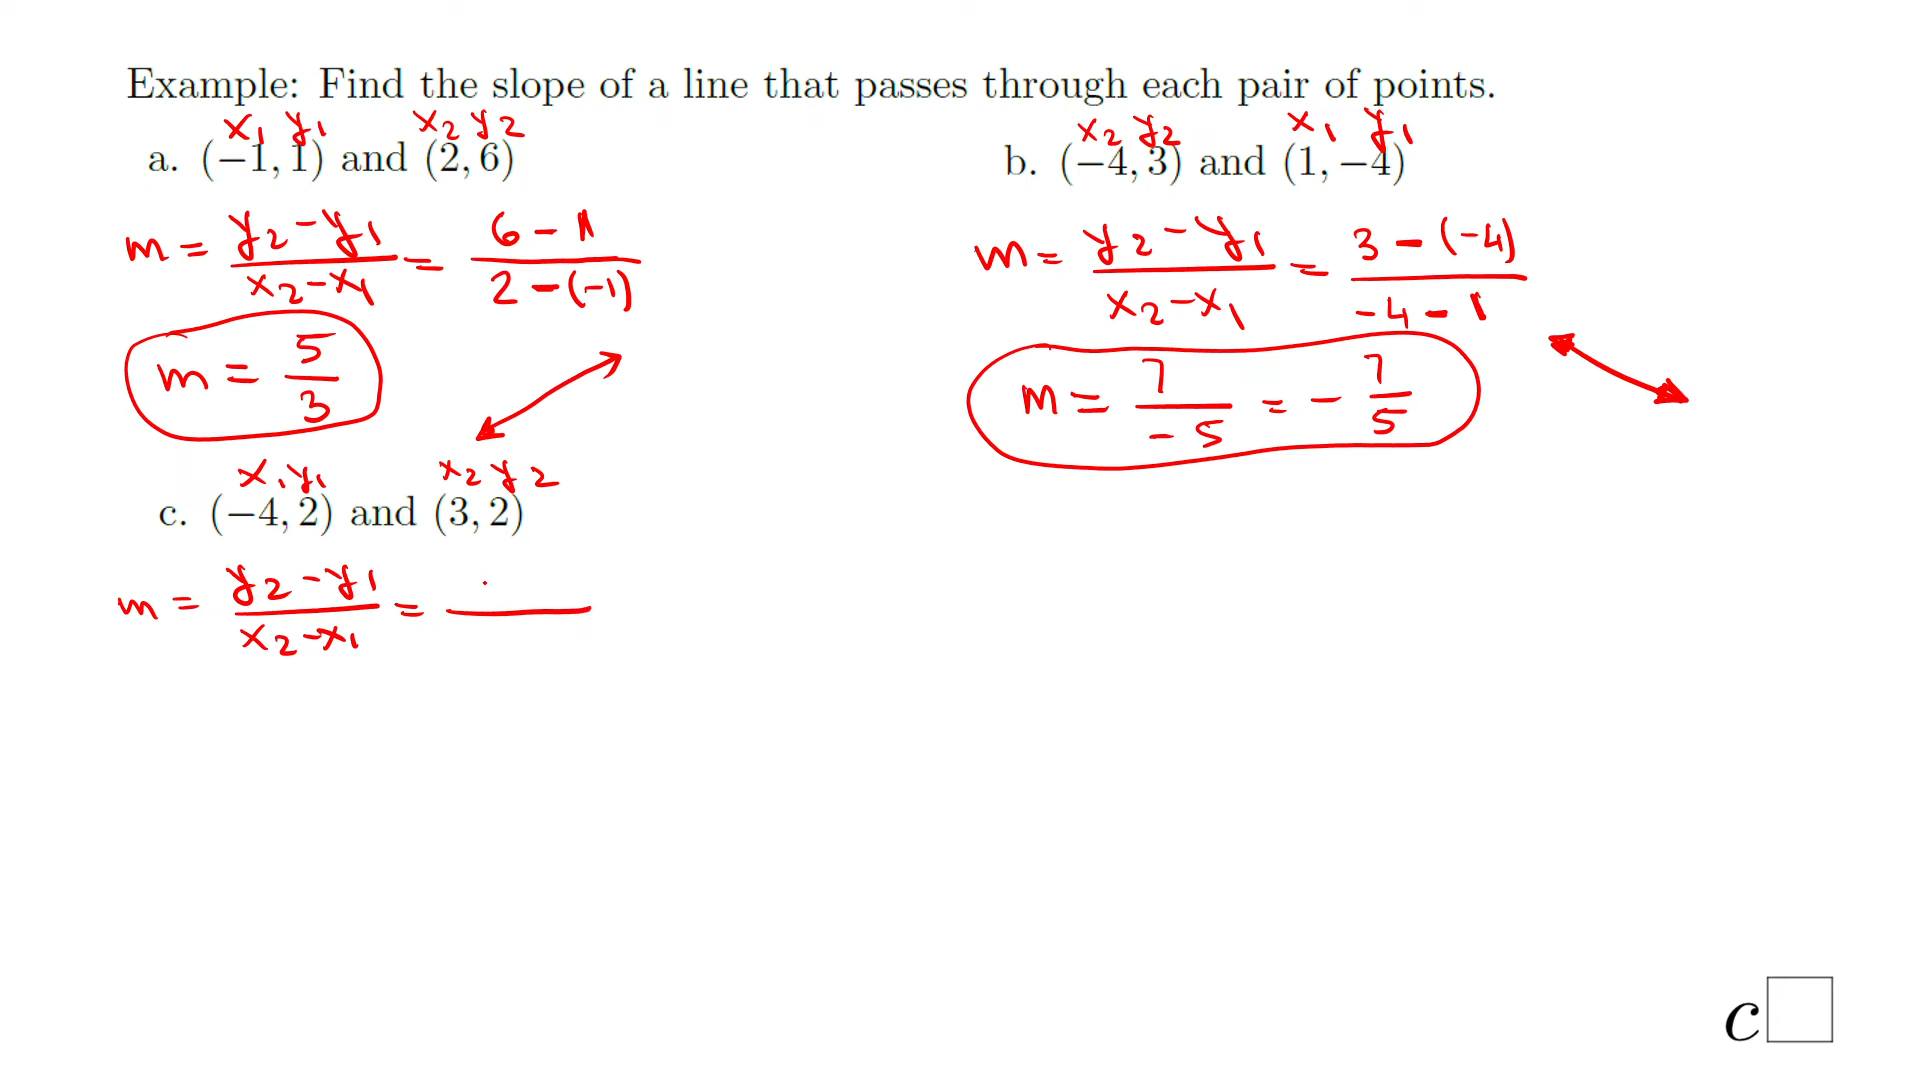 Example: Find the slope of a line that passes through each pair of points.
x₁ y₁ x₂ y₂
a. (−1, 1) and (2, 6)
m = y₂ - y₁ / x₂ - x₁ = 6 - 1 / 2 - (-1)
m = 5 / 3
x₂ y₂ x₁ y₁
b. (−4, 3) and (1, −4)
m = y₂ - y₁ / x₂ - x₁ = 3 - (-4) / -4 - 1
m = 7 / -5 = - 7 / 5
x₁ y₁ x₂ y₂
c. (−4, 2) and (3, 2)
m = y₂ - y₁ / x₂ - x₁ =
c